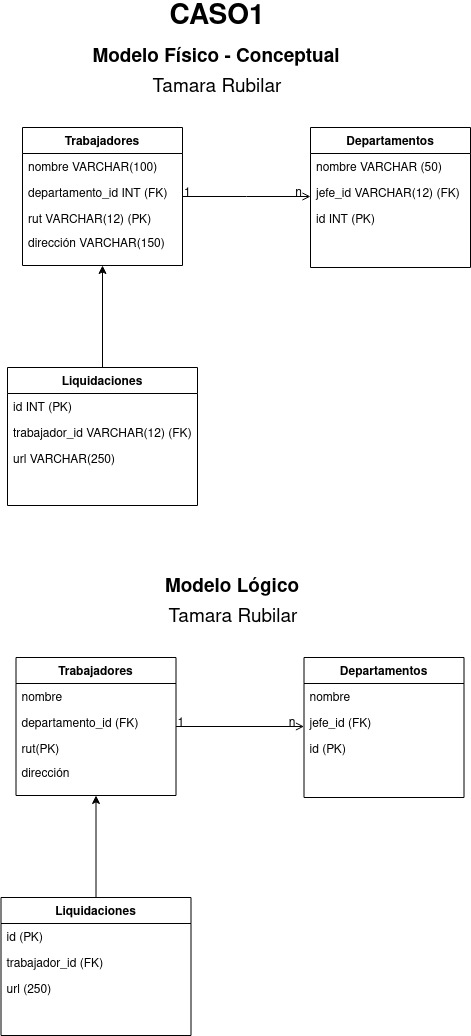 CASO1
Modelo Físico - Conceptual
Tamara Rubilar
Trabajadores
nombre VARCHAR(100)
departamento_id INT (FK)
rut VARCHAR(12) (PK)
dirección VARCHAR(150)
1
n
Departamentos
nombre VARCHAR (50)
jefe_id VARCHAR(12) (FK)
id INT (PK)
Liquidaciones
id INT (PK)
trabajador_id VARCHAR(12) (FK)
url VARCHAR(250)
Modelo Lógico
Tamara Rubilar
Trabajadores
nombre
departamento_id (FK)
rut(PK)
dirección
1
n
Departamentos
nombre
jefe_id (FK)
id (PK)
Liquidaciones
id (PK)
trabajador_id (FK)
url (250)